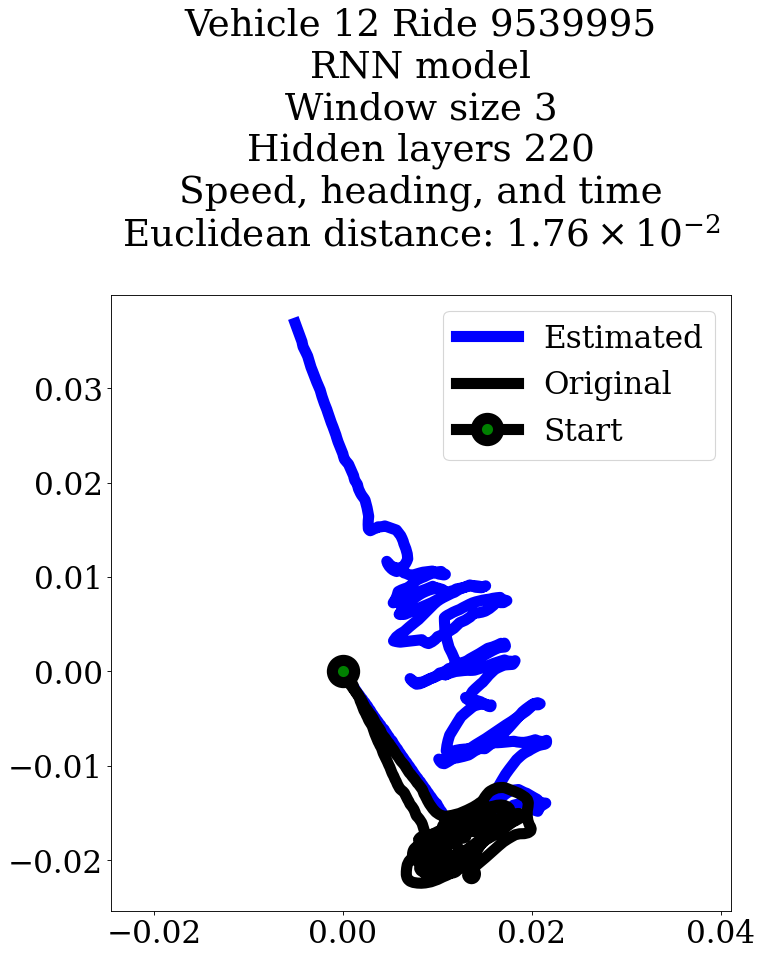 Vehicle 12 Ride 9539995
RNN model
Window size 3
Hidden layers 220
Speed, heading, and time
Euclidean distance: 1.76 × 10⁻²
Estimated
Original
Start
0.03
0.02
0.01
0.00
−0.01
−0.02
−0.02 0.00 0.02 0.04